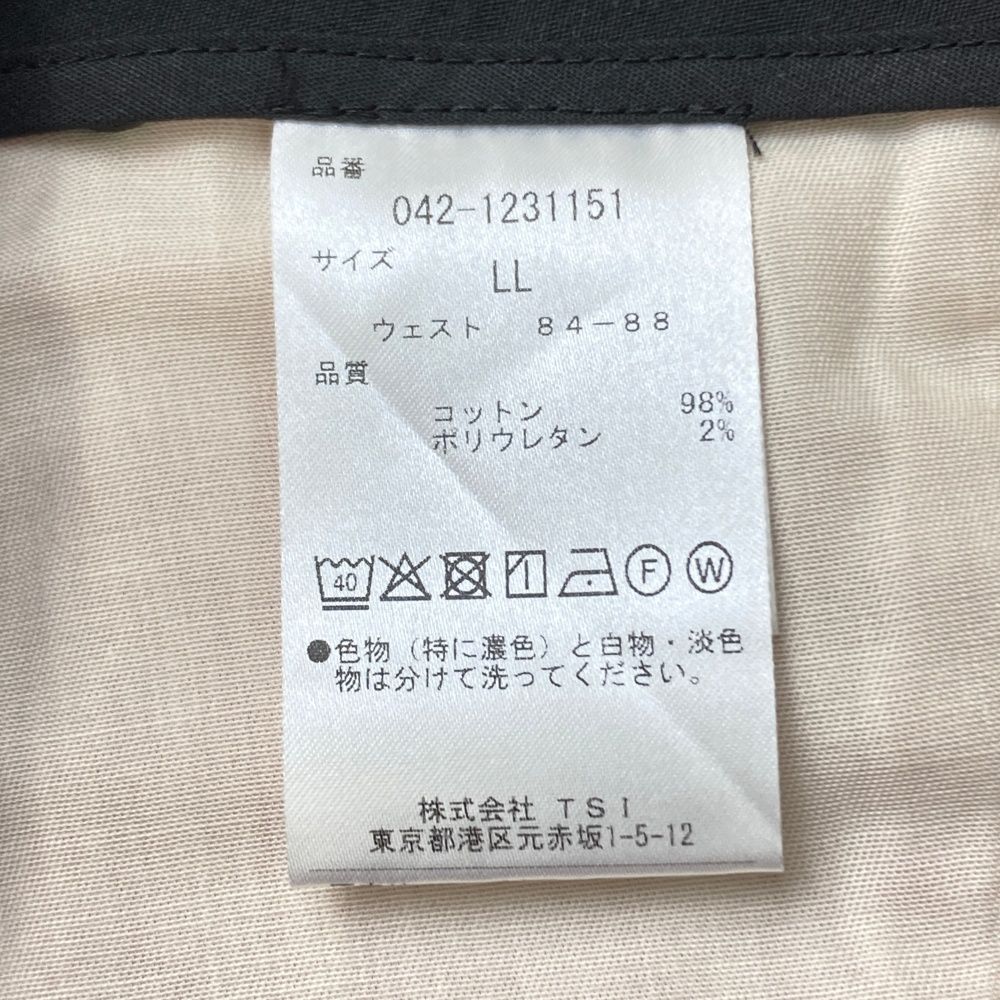 品番
042-1231151
サイズ
LL
ウェスト 84-88
品質
コットン 98%
ポリウレタン 2%
40 F W
●色物（特に濃色）と白物・淡色
物は分けて洗ってください。
株式会社 TSI
東京都港区元赤坂1-5-12